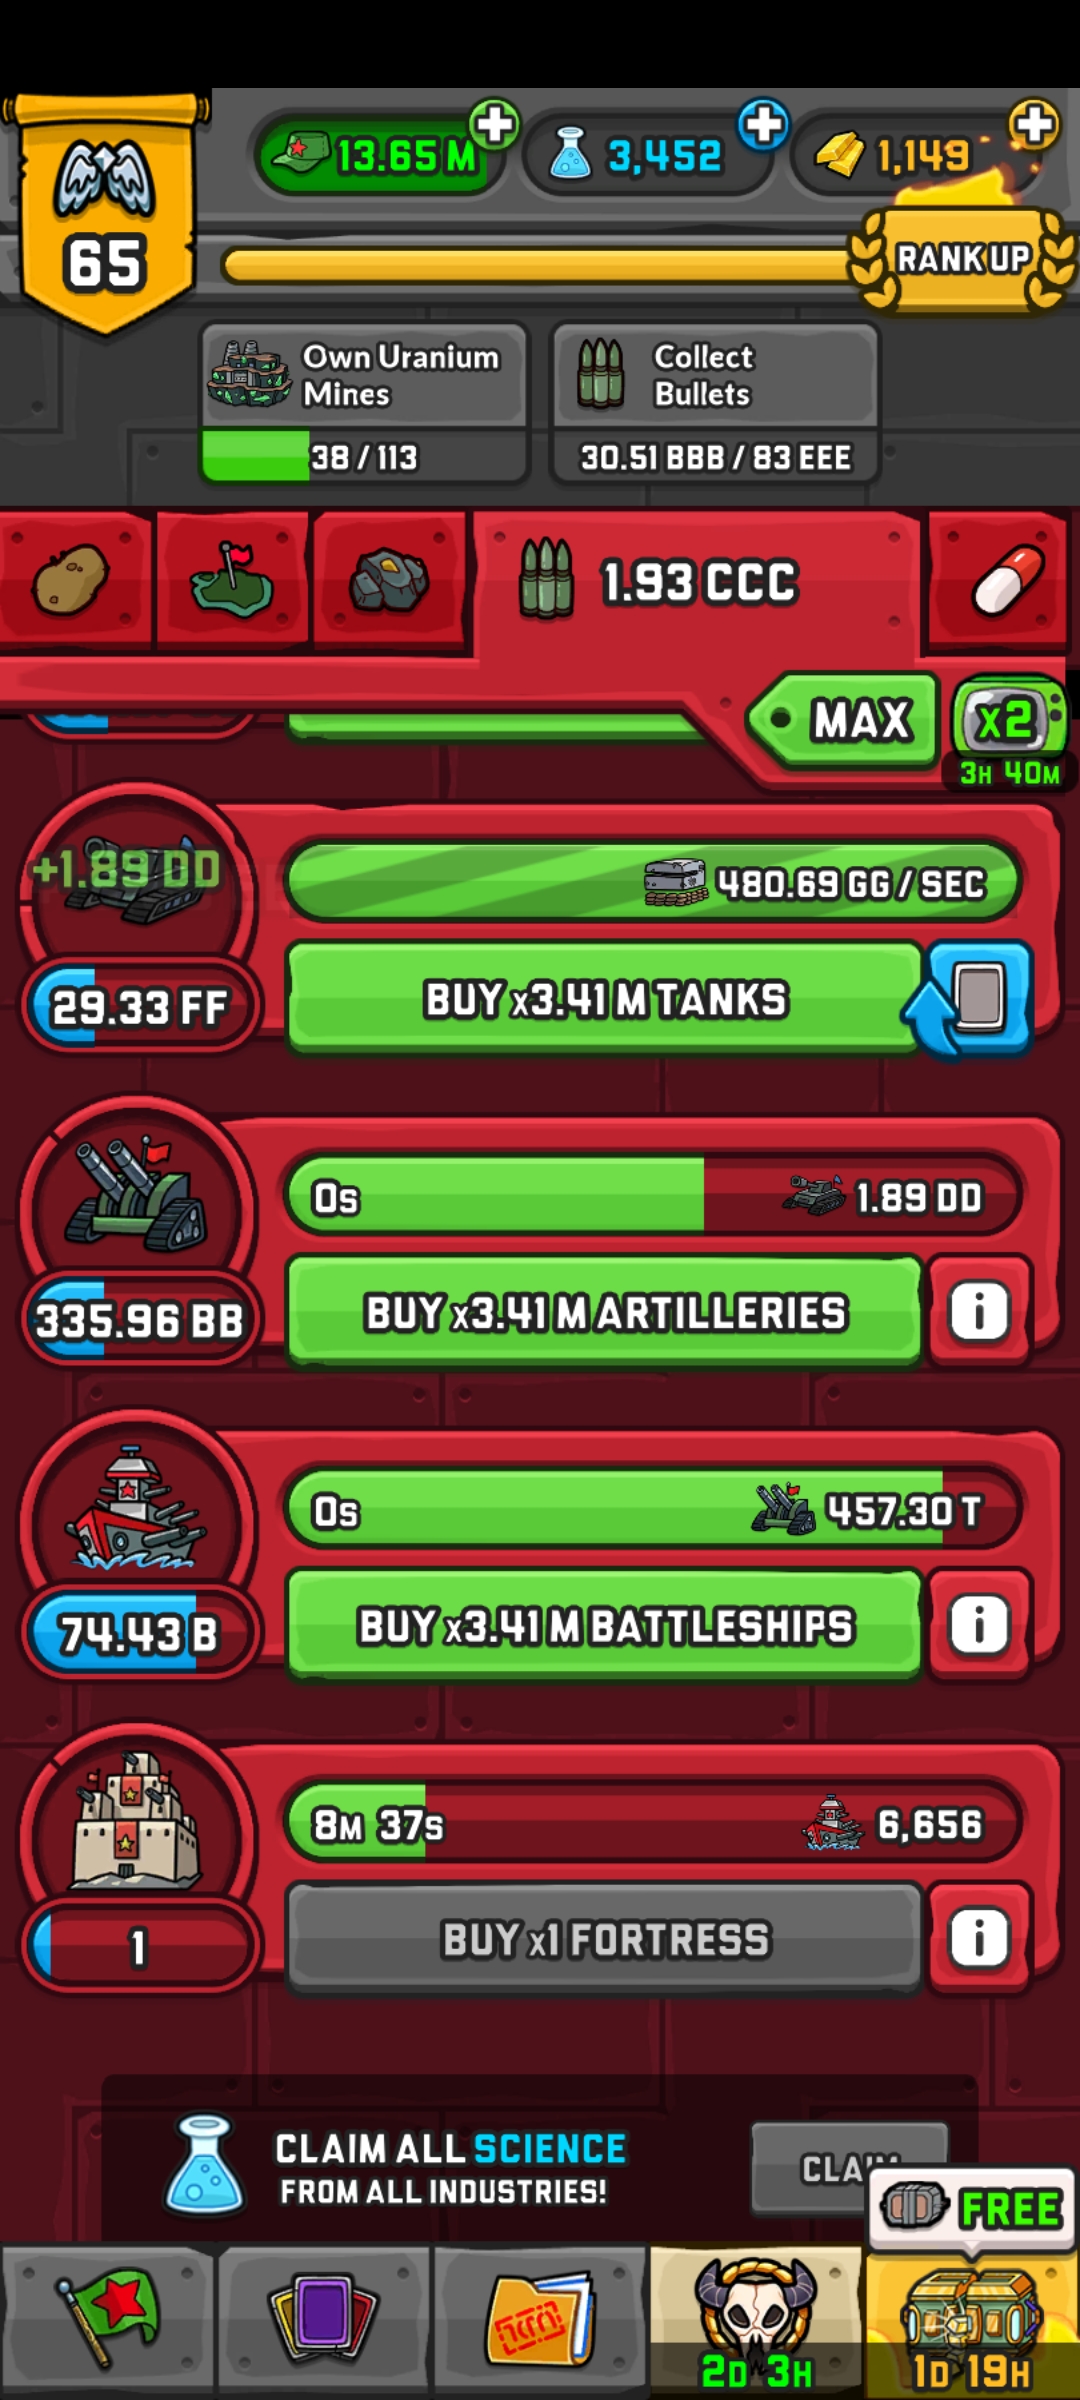 13.65 M
3,452
1,149
65
RANK UP
Own Uranium
Mines
38 / 113
Collect
Bullets
30.51 BBB / 83 EEE
1.93 CCC
MAX
x2
3H 40M
+1.89 DD
480.69 GG / SEC
29.33 FF
BUY x3.41 M TANKS
0s
1.89 DD
335.96 BB
BUY x3.41 M ARTILLERIES
i
0s
457.30 T
74.43 B
BUY x3.41 M BATTLESHIPS
i
8M 37s
6,656
1
BUY x1 FORTRESS
i
CLAIM ALL SCIENCE
FROM ALL INDUSTRIES!
FREE
2D 3H
1D 19H